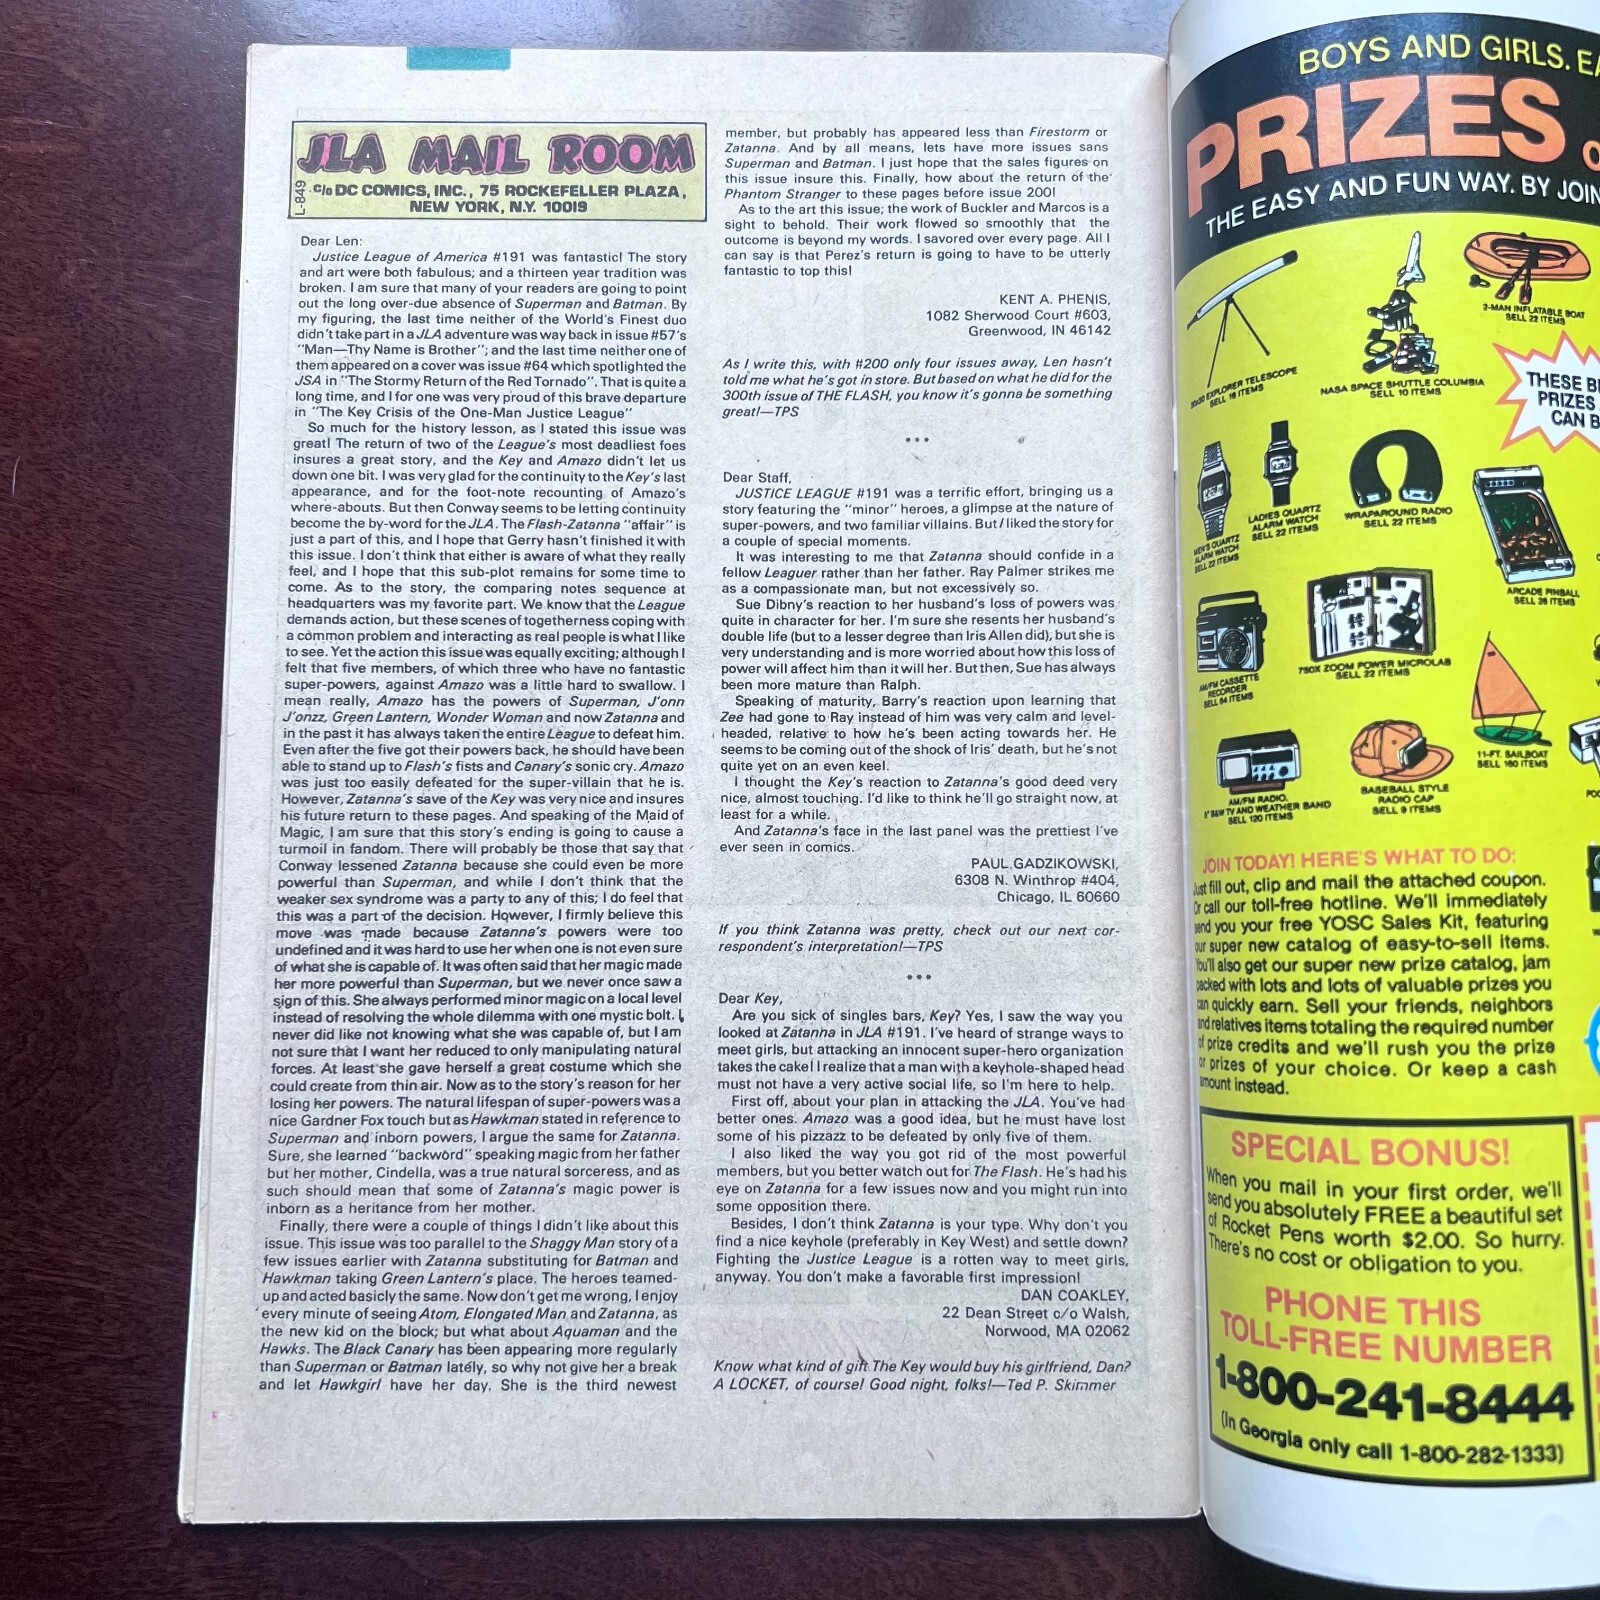 JLA MAIL ROOM
L-849
c/o DC COMICS, INC., 75 ROCKEFELLER PLAZA,
NEW YORK, N.Y. 10019
Dear Len:
Justice League of America #191 was fantastic! The story
and art were both fabulous; and a thirteen year tradition was
broken. I am sure that many of your readers are going to point
out the long over-due absence of Superman and Batman. By
my figuring, the last time neither of the World's Finest duo
didn't take part in a JLA adventure was way back in issue #57's
"Man—Thy Name is Brother"; and the last time neither one of
them appeared on a cover was issue #64 which spotlighted the
JSA in "The Stormy Return of the Red Tornado". That is quite a
long time, and I for one was very proud of this brave departure
in "The Key Crisis of the One-Man Justice League"
So much for the history lesson, as I stated this issue was
great! The return of two of the League's most deadliest foes
insures a great story, and the Key and Amazo didn't let us
down one bit. I was very glad for the continuity to the Key's last
appearance, and for the foot-note recounting of Amazo's
where-abouts. But then Conway seems to be letting continuity
become the by-word for the JLA. The Flash-Zatanna "affair" is
just a part of this, and I hope that Gerry hasn't finished it with
this issue. I don't think that either is aware of what they really
feel, and I hope that this sub-plot remains for some time to
come. As to the story, the comparing notes sequence at
headquarters was my favorite part. We know that the League
demands action, but these scenes of togetherness coping with
a common problem and interacting as real people is what I like
to see. Yet the action this issue was equally exciting; although I
felt that five members, of which three who have no fantastic
super-powers, against Amazo was a little hard to swallow. I
mean really, Amazo has the powers of Superman, J'onn
J'onzz, Green Lantern, Wonder Woman and now Zatanna and
in the past it has always taken the entire League to defeat him.
Even after the five got their powers back, he should have been
able to stand up to Flash's fists and Canary's sonic cry. Amazo
was just too easily defeated for the super-villain that he is.
However, Zatanna's save of the Key was very nice and insures
his future return to these pages. And speaking of the Maid of
Magic, I am sure that this story's ending is going to cause a
turmoil in fandom. There will probably be those that say that
Conway lessened Zatanna because she could even be more
powerful than Superman, and while I don't think that the
weaker sex syndrome was a party to any of this; I do feel that
this was a part of the decision. However, I firmly believe this
move was made because Zatanna's powers were too
undefined and it was hard to use her when one is not even sure
of what she is capable of. It was often said that her magic made
her more powerful than Superman, but we never once saw a
sign of this. She always performed minor magic on a local level
instead of resolving the whole dilemma with one mystic bolt. I
never did like not knowing what she was capable of, but I am
not sure that I want her reduced to only manipulating natural
forces. At least she gave herself a great costume which she
could create from thin air. Now as to the story's reason for her
losing her powers. The natural lifespan of super-powers was a
nice Gardner Fox touch but as Hawkman stated in reference to
Superman and inborn powers, I argue the same for Zatanna.
Sure, she learned "backword" speaking magic from her father
but her mother, Cindella, was a true natural sorceress, and as
such should mean that some of Zatanna's magic power is
inborn as a heritance from her mother.
Finally, there were a couple of things I didn't like about this
issue. This issue was too parallel to the Shaggy Man story of a
few issues earlier with Zatanna substituting for Batman and
Hawkman taking Green Lantern's place. The heroes teamed-
up and acted basicly the same. Now don't get me wrong, I enjoy
every minute of seeing Atom, Elongated Man and Zatanna, as
the new kid on the block; but what about Aquaman and the
Hawks. The Black Canary has been appearing more regularly
than Superman or Batman lately, so why not give her a break
and let Hawkgirl have her day. She is the third newest
member, but probably has appeared less than Firestorm or
Zatanna. And by all means, lets have more issues sans
Superman and Batman. I just hope that the sales figures on
this issue insure this. Finally, how about the return of the
Phantom Stranger to these pages before issue 200!
As to the art this issue; the work of Buckler and Marcos is a
sight to behold. Their work flowed so smoothly that the
outcome is beyond my words. I savored over every page. All I
can say is that Perez's return is going to have to be utterly
fantastic to top this!
KENT A. PHENIS,
1082 Sherwood Court #603,
Greenwood, IN 46142
As I write this, with #200 only four issues away, Len hasn't
told me what he's got in store. But based on what he did for the
300th issue of THE FLASH, you know it's gonna be something
great!—TPS
***
Dear Staff,
JUSTICE LEAGUE #191 was a terrific effort, bringing us a
story featuring the "minor" heroes, a glimpse at the nature of
super-powers, and two familiar villains. But I liked the story for
a couple of special moments.
It was interesting to me that Zatanna should confide in a
fellow Leaguer rather than her father. Ray Palmer strikes me
as a compassionate man, but not excessively so.
Sue Dibny's reaction to her husband's loss of powers was
quite in character for her. I'm sure she resents her husband's
double life (but to a lesser degree than Iris Allen did), but she is
very understanding and is more worried about how this loss of
power will affect him than it will her. But then, Sue has always
been more mature than Ralph.
Speaking of maturity, Barry's reaction upon learning that
Zee had gone to Ray instead of him was very calm and level-
headed, relative to how he's been acting towards her. He
seems to be coming out of the shock of Iris' death, but he's not
quite yet on an even keel.
I thought the Key's reaction to Zatanna's good deed very
nice, almost touching. I'd like to think he'll go straight now, at
least for a while.
And Zatanna's face in the last panel was the prettiest I've
ever seen in comics.
PAUL GADZIKOWSKI,
6308 N. Winthrop #404,
Chicago, IL 60660
If you think Zatanna was pretty, check out our next cor-
respondent's interpretation!—TPS
***
Dear Key,
Are you sick of singles bars, Key? Yes, I saw the way you
looked at Zatanna in JLA #191. I've heard of strange ways to
meet girls, but attacking an innocent super-hero organization
takes the cake! I realize that a man with a keyhole-shaped head
must not have a very active social life, so I'm here to help.
First off, about your plan in attacking the JLA. You've had
better ones. Amazo was a good idea, but he must have lost
some of his pizzazz to be defeated by only five of them.
I also liked the way you got rid of the most powerful
members, but you better watch out for The Flash. He's had his
eye on Zatanna for a few issues now and you might run into
some opposition there.
Besides, I don't think Zatanna is your type. Why don't you
find a nice keyhole (preferably in Key West) and settle down?
Fighting the Justice League is a rotten way to meet girls,
anyway. You don't make a favorable first impression!
DAN COAKLEY,
22 Dean Street c/o Walsh,
Norwood, MA 02062
Know what kind of gift The Key would buy his girlfriend, Dan?
A LOCKET, of course! Good night, folks!—Ted P. Skimmer
BOYS AND GIRLS. EA
PRIZES O
THE EASY AND FUN WAY. BY JOIN
EXPLORER TELESCOPE
SELL 18 ITEMS
NASA SPACE SHUTTLE COLUMBIA
SELL 10 ITEMS
2-MAN INFLATABLE BOAT
SELL 22 ITEMS
THESE B
PRIZES
CAN B
MEN'S QUARTZ
ALARM WATCH
SELL 22 ITEMS
LADIES QUARTZ
ALARM WATCH
SELL 22 ITEMS
WRAPAROUND RADIO
SELL 22 ITEMS
ARCADE PINBALL
SELL 28 ITEMS
AM/FM CASSETTE
RECORDER
SELL 64 ITEMS
750X ZOOM POWER MICROLAB
SELL 22 ITEMS
11-FT. SAILBOAT
SELL 160 ITEMS
AM/FM RADIO,
5" B&W TV AND WEATHER BAND
SELL 120 ITEMS
BASEBALL STYLE
RADIO CAP
SELL 9 ITEMS
JOIN TODAY! HERE'S WHAT TO DO:
Just fill out, clip and mail the attached coupon.
Or call our toll-free hotline. We'll immediately
send you your free YOSC Sales Kit, featuring
our super new catalog of easy-to-sell items.
You'll also get our super new prize catalog, jam
packed with lots and lots of valuable prizes you
can quickly earn. Sell your friends, neighbors
and relatives items totaling the required number
of prize credits and we'll rush you the prize
or prizes of your choice. Or keep a cash
amount instead.
SPECIAL BONUS!
When you mail in your first order, we'll
send you absolutely FREE a beautiful set
of Rocket Pens worth $2.00. So hurry.
There's no cost or obligation to you.
PHONE THIS
TOLL-FREE NUMBER
1-800-241-8444
(In Georgia only call 1-800-282-1333)